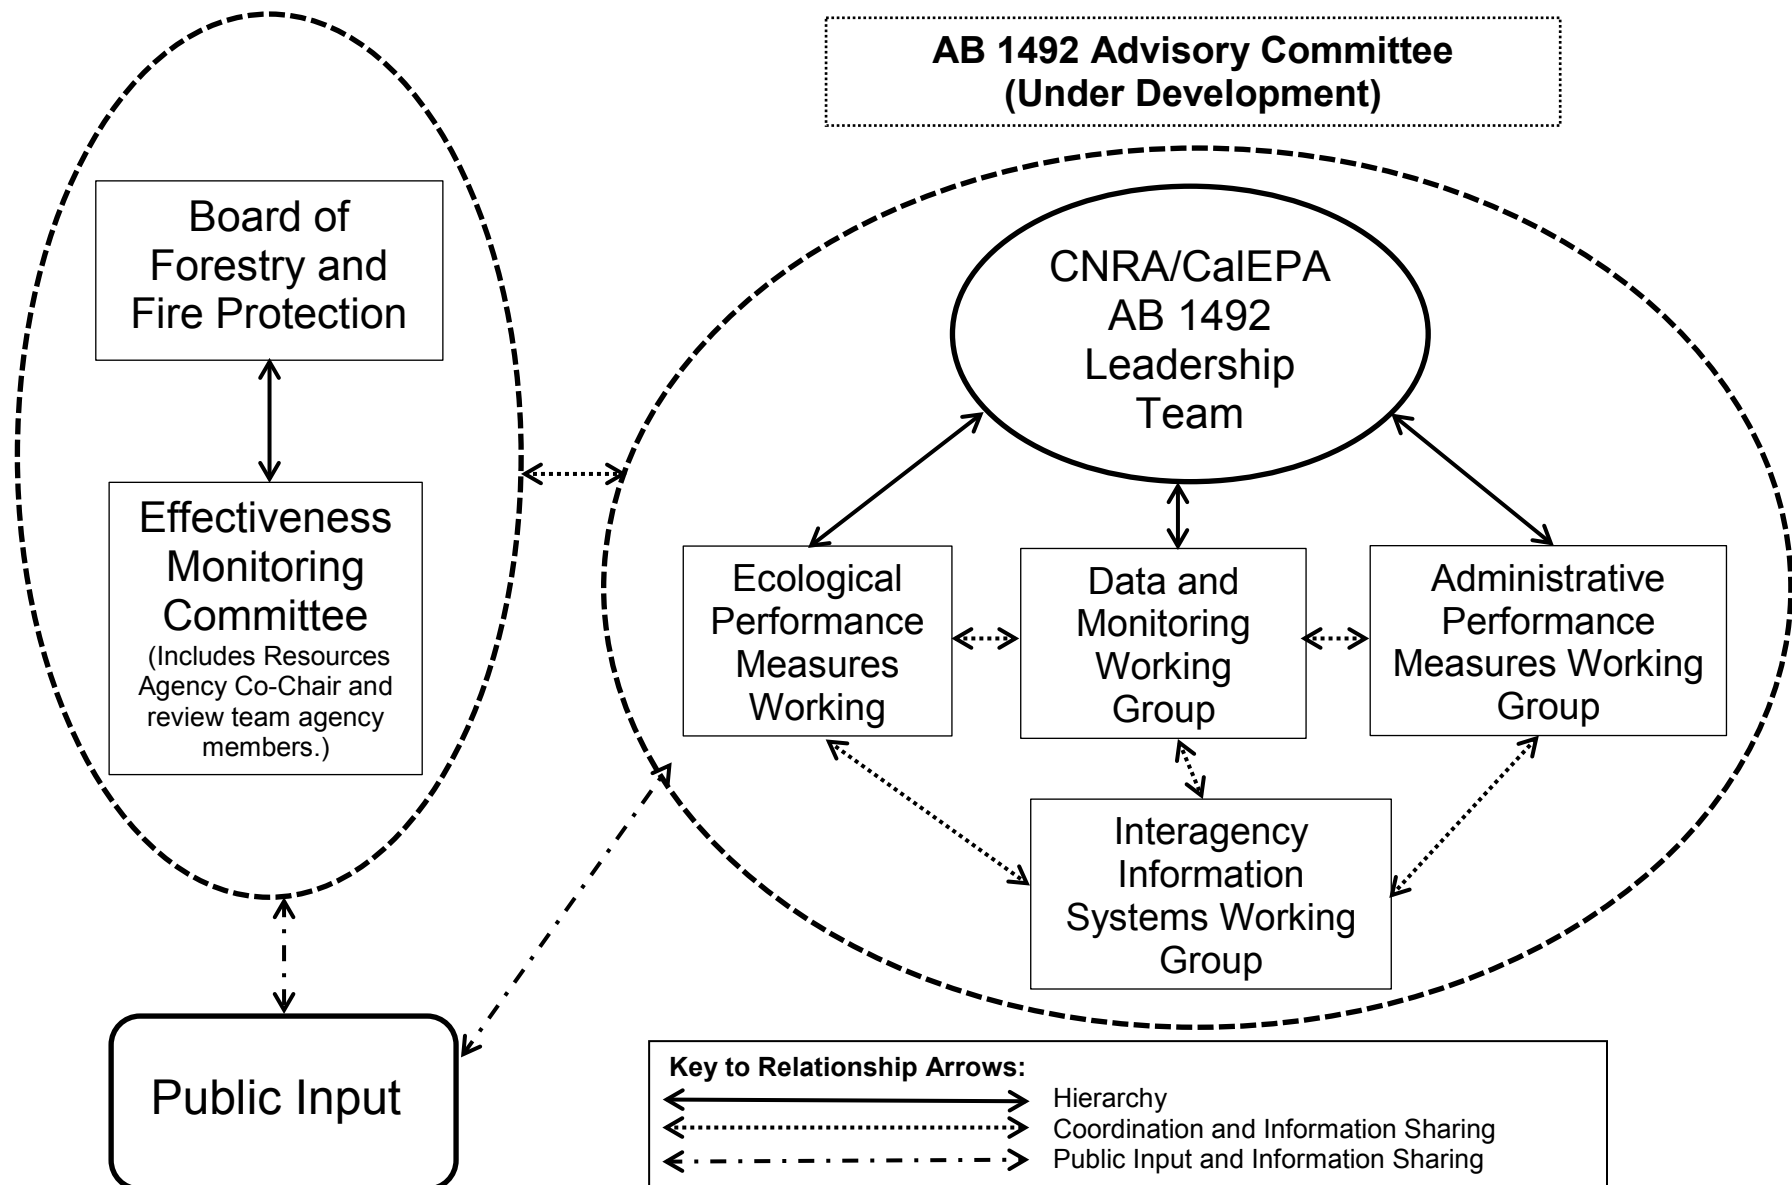 AB 1492 Advisory Committee
(Under Development)
Board of
Forestry and
Fire Protection
Effectiveness
Monitoring
Committee
(Includes Resources
Agency Co-Chair and
review team agency
members.)
CNRA/CalEPA
AB 1492
Leadership
Team
Ecological
Performance
Measures
Working
Data and
Monitoring
Working
Group
Administrative
Performance
Measures Working
Group
Interagency
Information
Systems Working
Group
Public Input
Key to Relationship Arrows:
Hierarchy
Coordination and Information Sharing
Public Input and Information Sharing